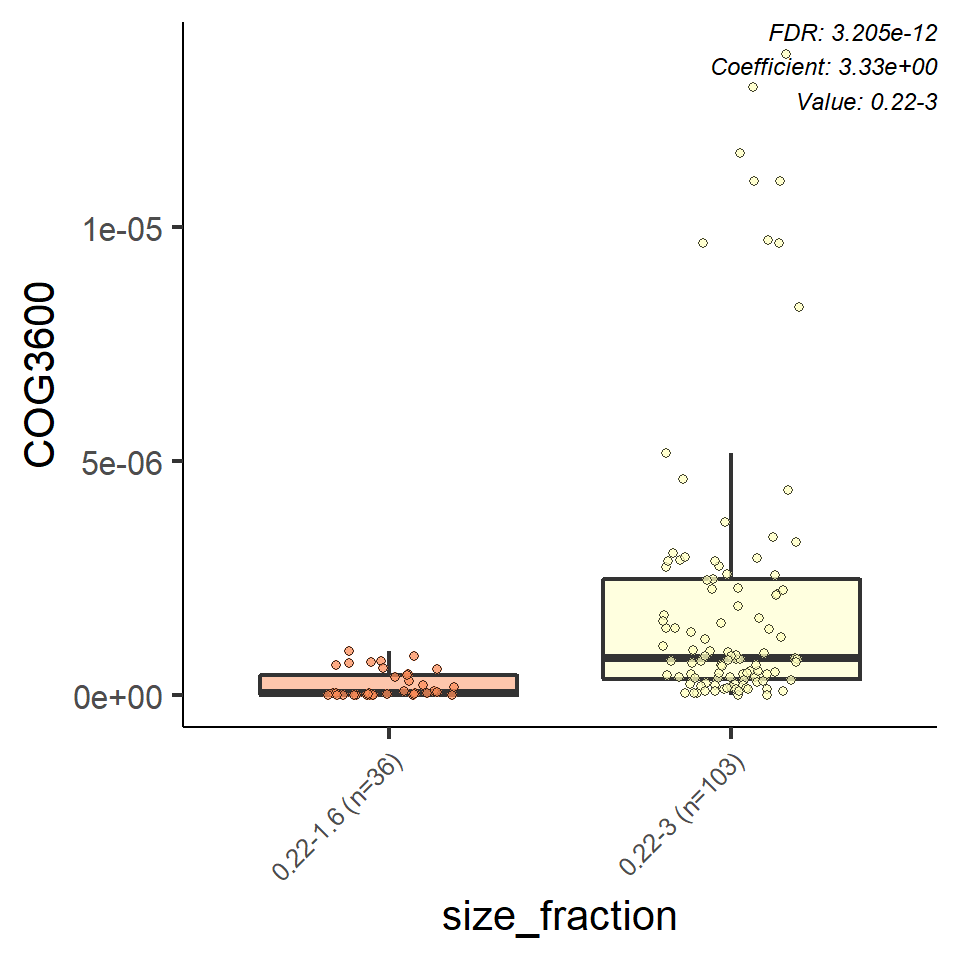 FDR: 3.205e-12
Coefficient: 3.33e+00
Value: 0.22-3
1e-05
5e-06
0e+00
COG3600
0.22-1.6 (n=36)
0.22-3 (n=103)
size_fraction